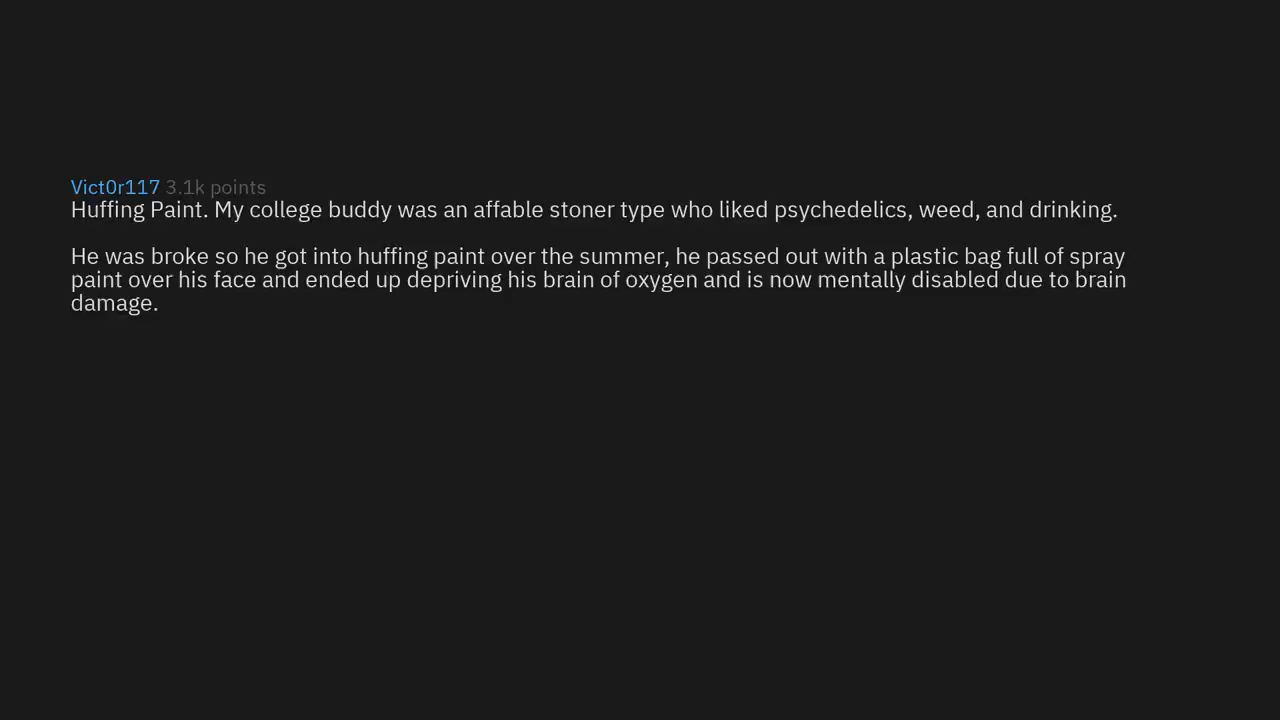 Vict0r117 3.1k points
Huffing Paint. My college buddy was an affable stoner type who liked psychedelics, weed, and drinking.
He was broke so he got into huffing paint over the summer, he passed out with a plastic bag full of spray
paint over his face and ended up depriving his brain of oxygen and is now mentally disabled due to brain
damage.